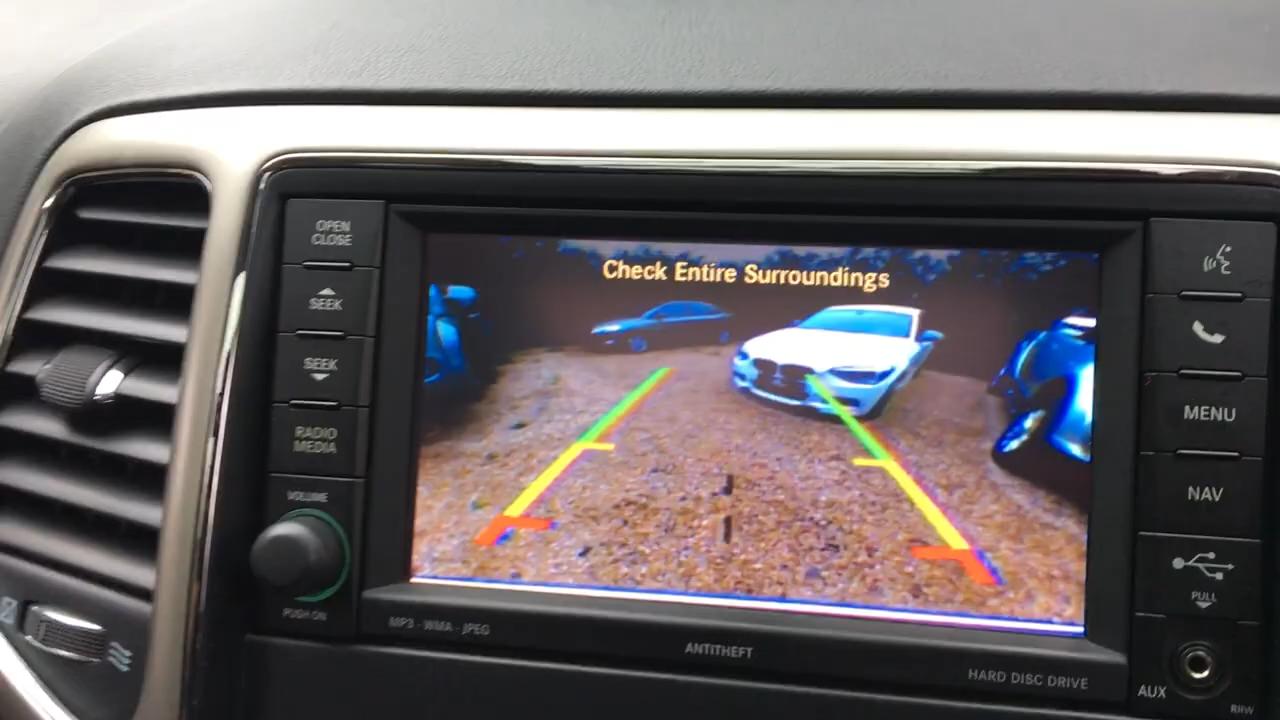 OPEN
CLOSE
SEEK
SEEK
RADIO
MEDIA
VOLUME
PUSH ON
Check Entire Surroundings
MENU
NAV
PULL
AUX
RHW
MP3 - WMA - JPEG
ANTITHEFT
HARD DISC DRIVE